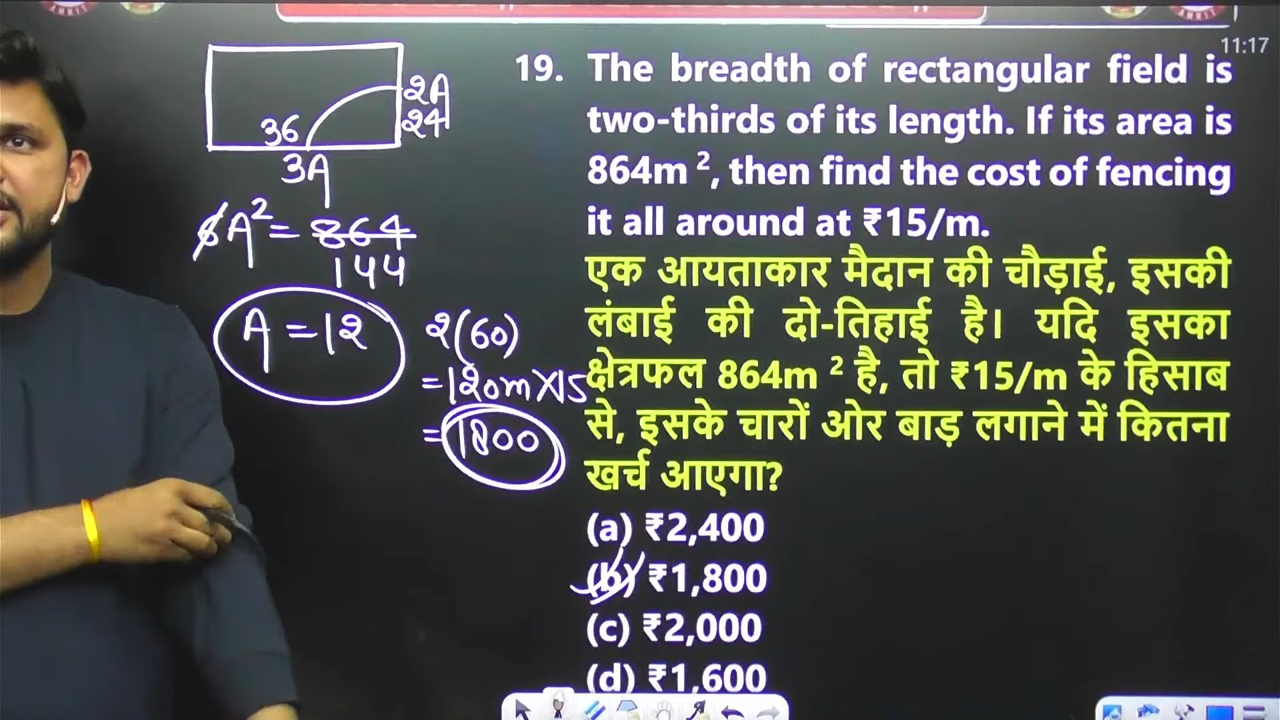 11:17
19. The breadth of rectangular field is
two-thirds of its length. If its area is
864m ², then find the cost of fencing
it all around at ₹15/m.
एक आयताकार मैदान की चौड़ाई, इसकी
लंबाई की दो-तिहाई है। यदि इसका
क्षेत्रफल 864m ² है, तो ₹15/m के हिसाब
से, इसके चारों ओर बाड़ लगाने में कितना
खर्च आएगा?
(a) ₹2,400
(b) ₹1,800
(c) ₹2,000
(d) ₹1,600
2A
24
36
3A
6A² = 864
144
A = 12
2(60)
= 120m × 15
= 1800